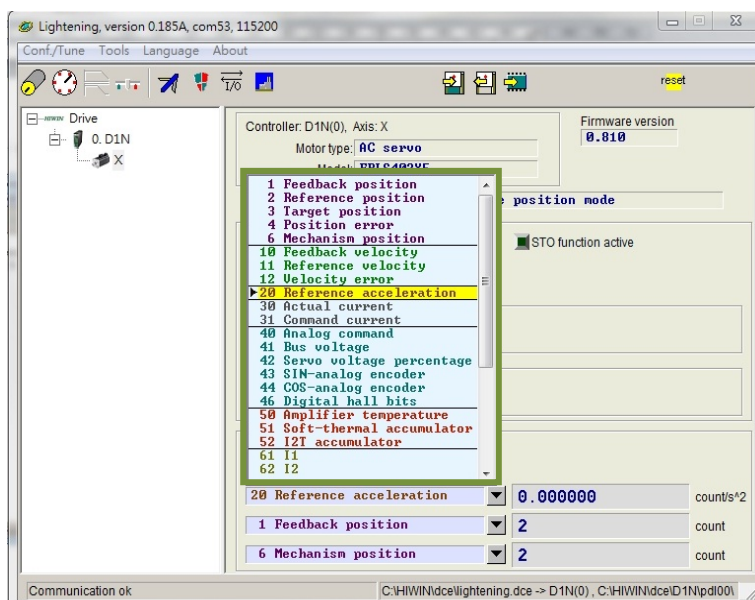 Lightening, version 0.185A, com53, 115200
Conf./Tune Tools Language About
I/O
reset
HIWIN Drive
0. D1N
X
Controller: D1N(0), Axis: X
Firmware version
0.810
Motor type: AC servo
position mode
STO function active
1 Feedback position
2 Reference position
3 Target position
4 Position error
6 Mechanism position
10 Feedback velocity
11 Reference velocity
12 Velocity error
20 Reference acceleration
30 Actual current
31 Command current
40 Analog command
41 Bus voltage
42 Servo voltage percentage
43 SIN-analog encoder
44 COS-analog encoder
46 Digital hall bits
50 Amplifier temperature
51 Soft-thermal accumulator
52 I2T accumulator
61 I1
62 I2
20 Reference acceleration 0.000000 count/s^2
1 Feedback position 2 count
6 Mechanism position 2 count
Communication ok C:\HIWIN\dce\lightening.dce -> D1N(0) , C:\HIWIN\dce\D1N\pdl00\